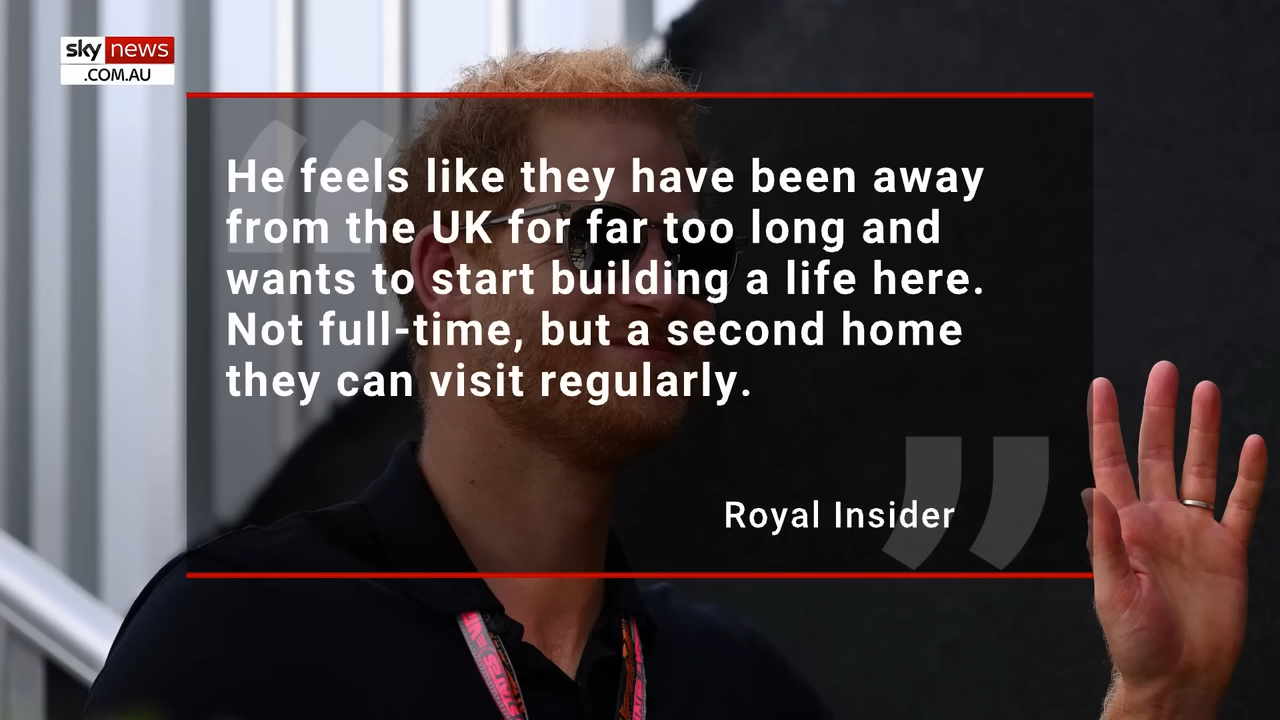 sky news
.COM.AU
He feels like they have been away
from the UK for far too long and
wants to start building a life here.
Not full-time, but a second home
they can visit regularly.
Royal Insider